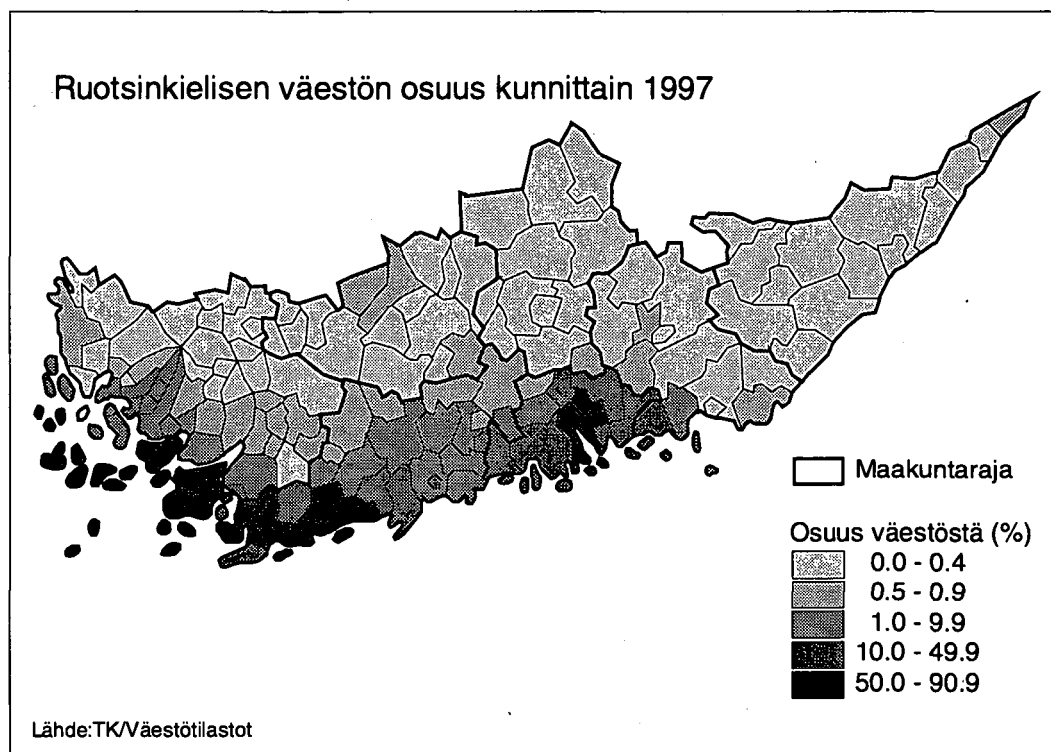 Ruotsinkielisen väestön osuus kunnittain 1997
Maakuntaraja
Osuus väestöstä (%)
0.0 - 0.4
0.5 - 0.9
1.0 - 9.9
10.0 - 49.9
50.0 - 90.9
Lähde:TK/Väestötilastot